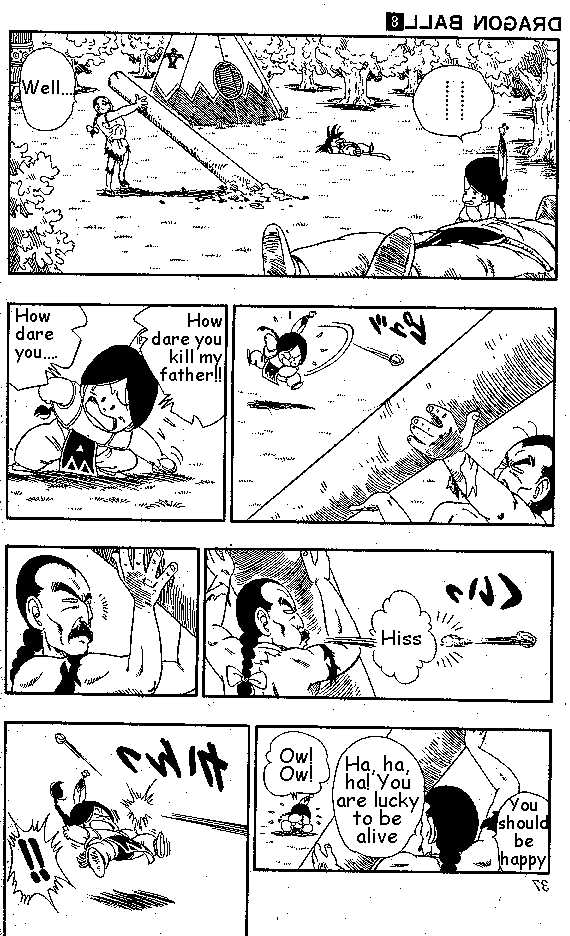 DRAGON BALL 8
Well...
How
dare
you....
How
dare you
kill my
father!!
Hiss
!!
Ow!
Ow!
Ha, ha,
ha! You
are lucky
to be
alive
You
should
be
happy
37